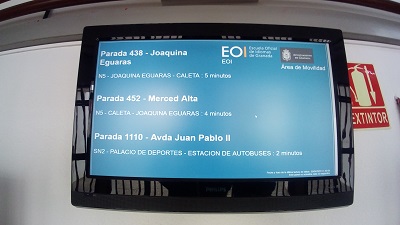 Parada 438 - Joaquina
Eguaras
N5 - JOAQUINA EGUARAS - CALETA : 5 minutos
Parada 452 - Merced Alta
N5 - CALETA - JOAQUINA EGUARAS : 4 minutos
Parada 1110 - Avda Juan Pablo II
SN2 - PALACIO DE DEPORTES - ESTACION DE AUTOBUSES : 2 minutos
EOI
Escuela Oficial
de Idiomas
de Granada
EOI
Área de Movilidad
EXTINTOR
PHILIPS